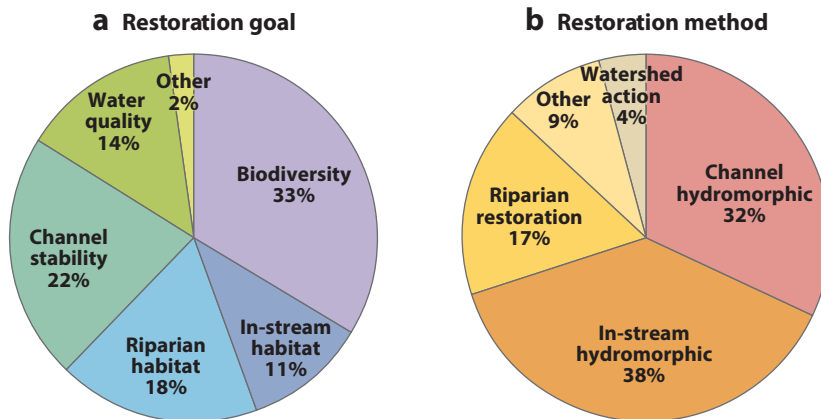 a Restoration goal
Other
2%
Water
quality
14%
Biodiversity
33%
Channel
stability
22%
In-stream
habitat
11%
Riparian
habitat
18%
b Restoration method
Watershed
action
4%
Other
9%
Channel
hydromorphic
32%
Riparian
restoration
17%
In-stream
hydromorphic
38%